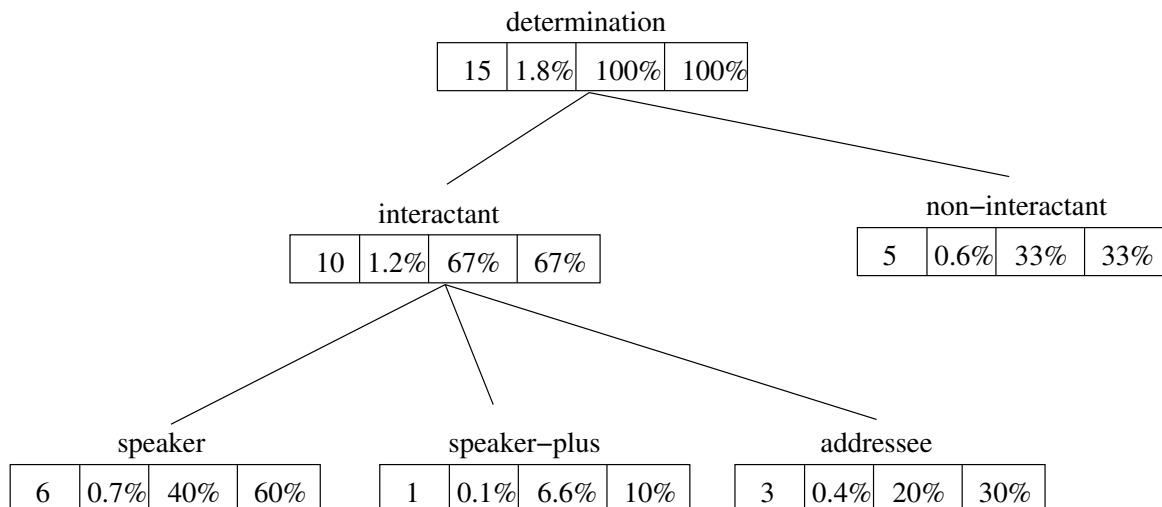 determination
15 1.8% 100% 100%
interactant
10 1.2% 67% 67%
non−interactant
5 0.6% 33% 33%
speaker
6 0.7% 40% 60%
speaker−plus
1 0.1% 6.6% 10%
addressee
3 0.4% 20% 30%